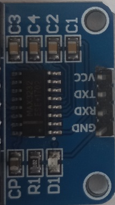 C3 C4 C2 C1
VCC
TXD
RXD
GND
CP R1 D1